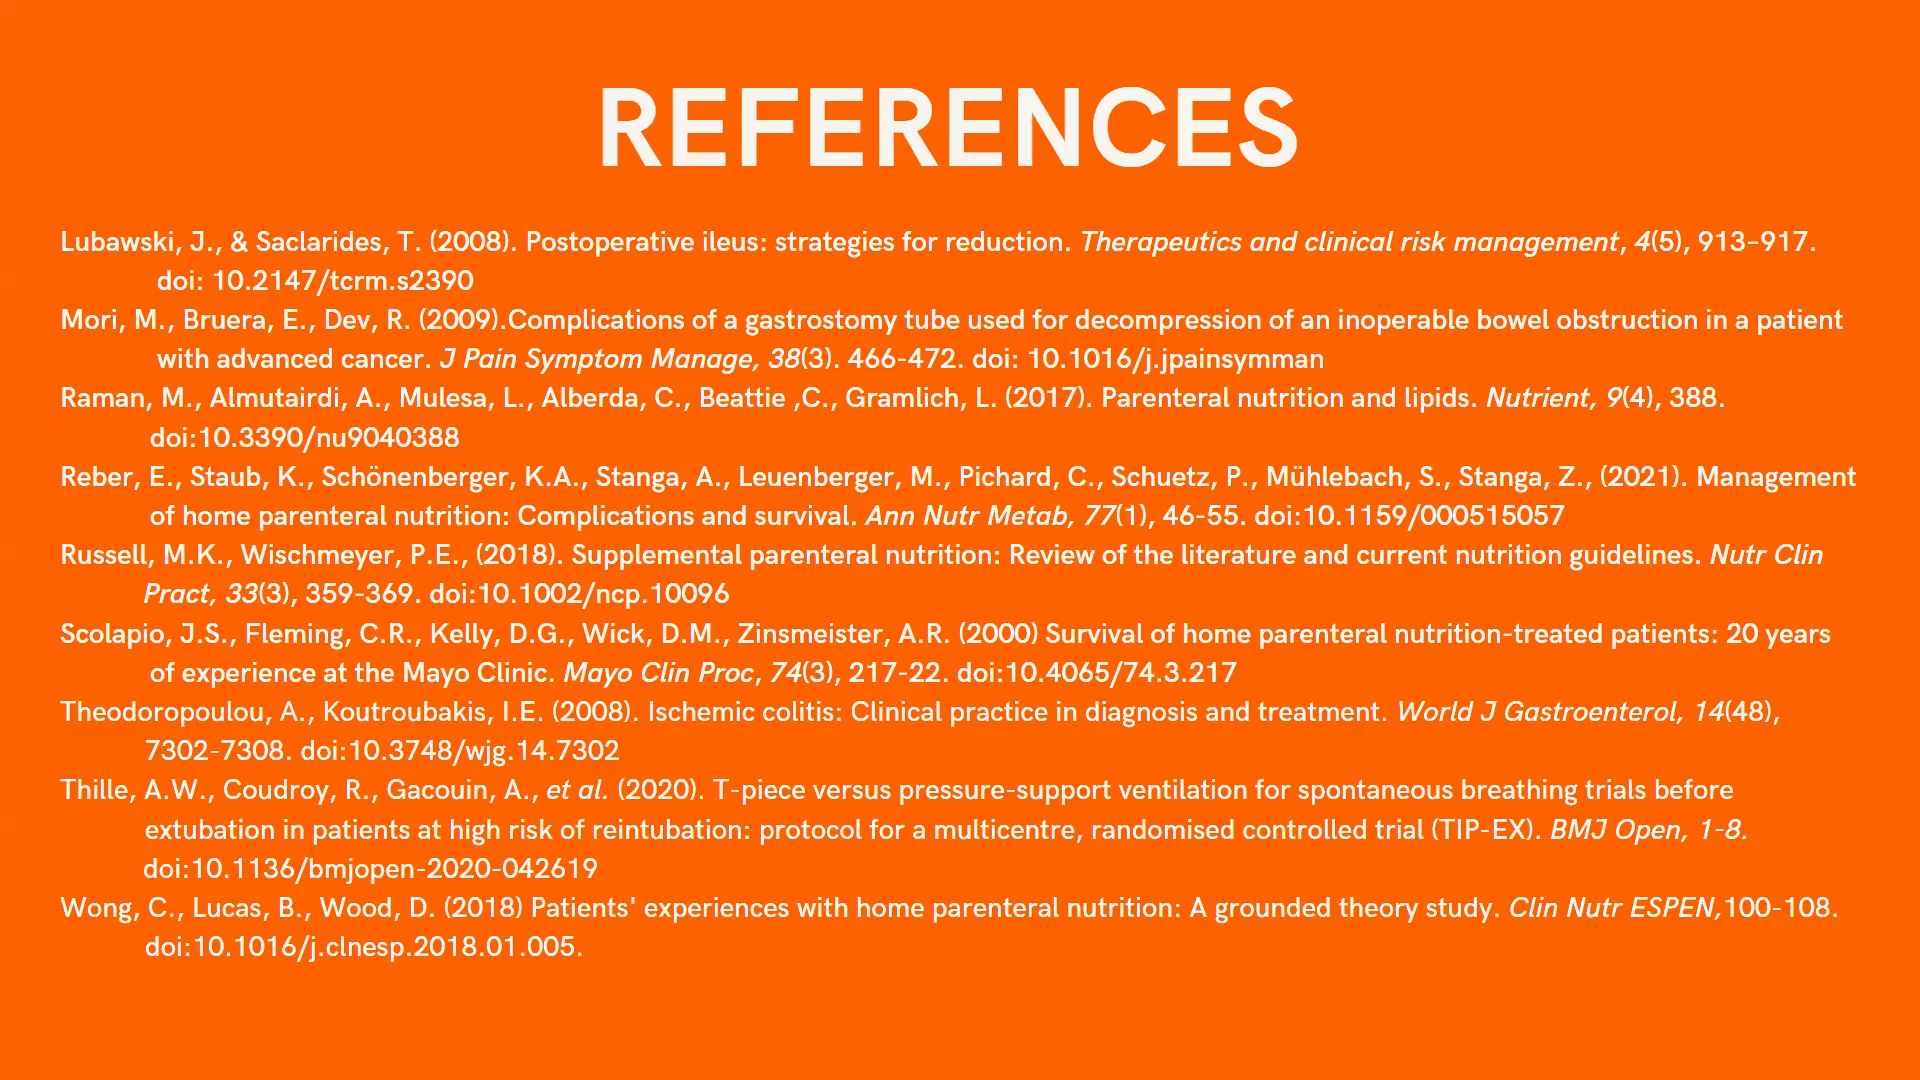 REFERENCES
Lubawski, J., & Saclarides, T. (2008). Postoperative ileus: strategies for reduction. Therapeutics and clinical risk management, 4(5), 913–917.
doi: 10.2147/tcrm.s2390
Mori, M., Bruera, E., Dev, R. (2009).Complications of a gastrostomy tube used for decompression of an inoperable bowel obstruction in a patient
with advanced cancer. J Pain Symptom Manage, 38(3). 466-472. doi: 10.1016/j.jpainsymman
Raman, M., Almutairdi, A., Mulesa, L., Alberda, C., Beattie ,C., Gramlich, L. (2017). Parenteral nutrition and lipids. Nutrient, 9(4), 388.
doi:10.3390/nu9040388
Reber, E., Staub, K., Schönenberger, K.A., Stanga, A., Leuenberger, M., Pichard, C., Schuetz, P., Mühlebach, S., Stanga, Z., (2021). Management
of home parenteral nutrition: Complications and survival. Ann Nutr Metab, 77(1), 46-55. doi:10.1159/000515057
Russell, M.K., Wischmeyer, P.E., (2018). Supplemental parenteral nutrition: Review of the literature and current nutrition guidelines. Nutr Clin
Pract, 33(3), 359-369. doi:10.1002/ncp.10096
Scolapio, J.S., Fleming, C.R., Kelly, D.G., Wick, D.M., Zinsmeister, A.R. (2000) Survival of home parenteral nutrition-treated patients: 20 years
of experience at the Mayo Clinic. Mayo Clin Proc, 74(3), 217-22. doi:10.4065/74.3.217
Theodoropoulou, A., Koutroubakis, I.E. (2008). Ischemic colitis: Clinical practice in diagnosis and treatment. World J Gastroenterol, 14(48),
7302-7308. doi:10.3748/wjg.14.7302
Thille, A.W., Coudroy, R., Gacouin, A., et al. (2020). T-piece versus pressure-support ventilation for spontaneous breathing trials before
extubation in patients at high risk of reintubation: protocol for a multicentre, randomised controlled trial (TIP-EX). BMJ Open, 1-8.
doi:10.1136/bmjopen-2020-042619
Wong, C., Lucas, B., Wood, D. (2018) Patients' experiences with home parenteral nutrition: A grounded theory study. Clin Nutr ESPEN,100-108.
doi:10.1016/j.clnesp.2018.01.005.